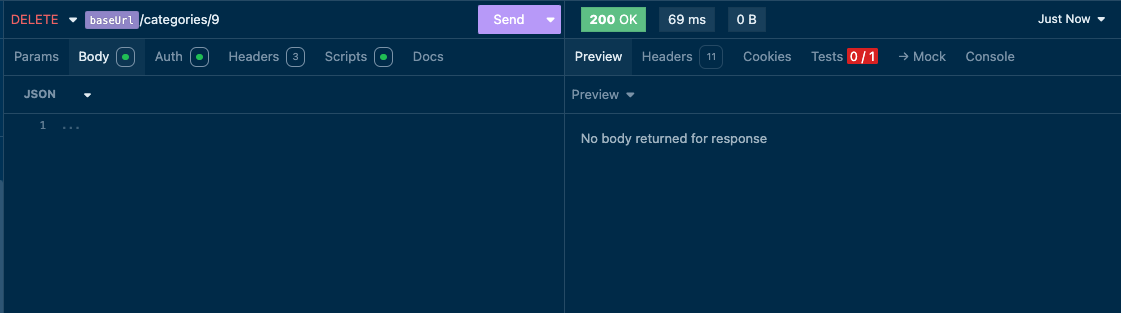 DELETE baseUrl/categories/9 Send 200 OK 69 ms 0 B Just Now
Params Body Auth Headers 3 Scripts Docs Preview Headers 11 Cookies Tests 0 / 1 → Mock Console
JSON Preview
1 ... No body returned for response